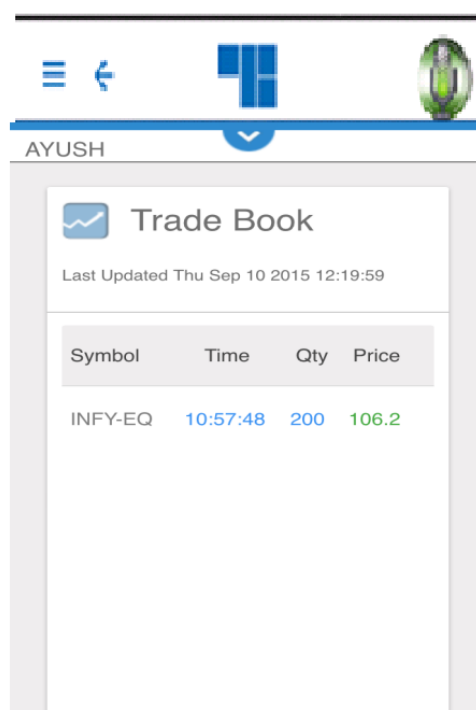 AYUSH
Trade Book
Last Updated Thu Sep 10 2015 12:19:59
Symbol Time Qty Price
INFY-EQ 10:57:48 200 106.2